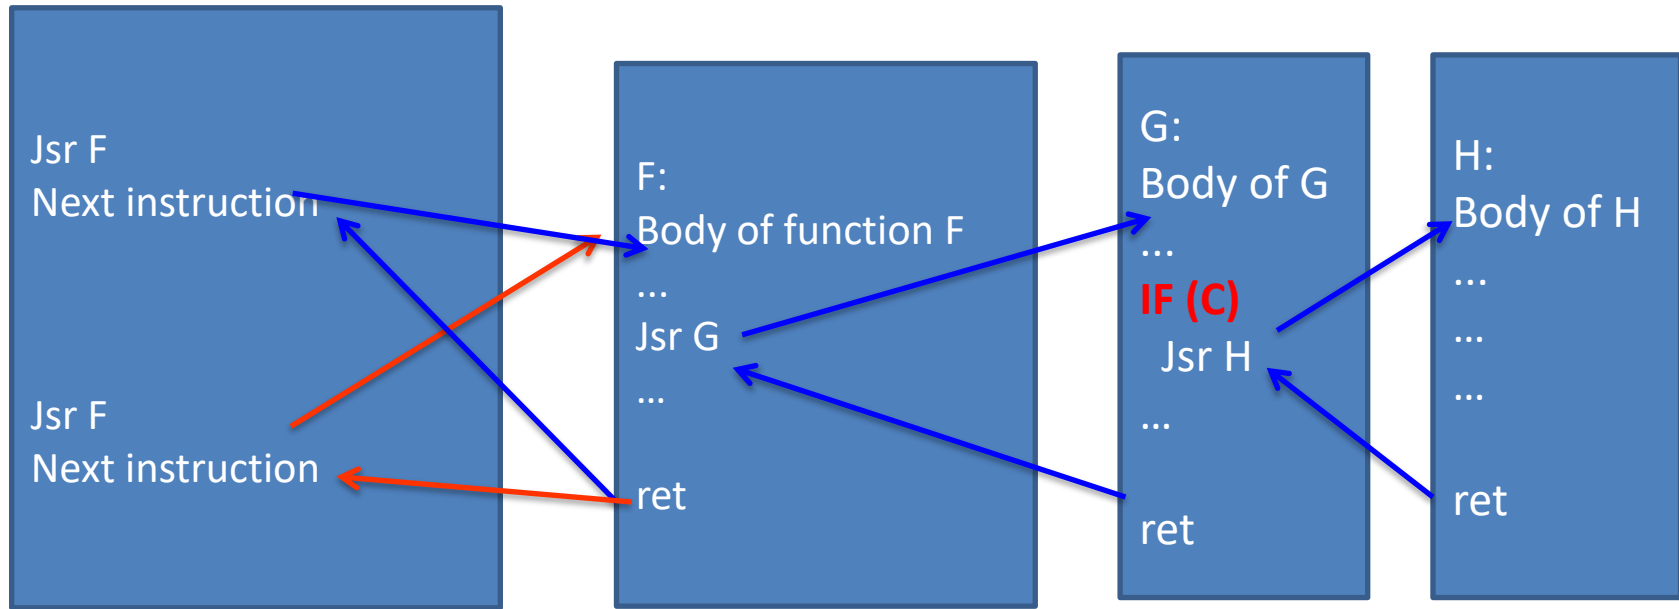 Jsr F
Next instruction
Jsr F
Next instruction
F:
Body of function F
...
Jsr G
...
ret
G:
Body of G
...
IF (C)
Jsr H
...
ret
H:
Body of H
...
...
...
ret